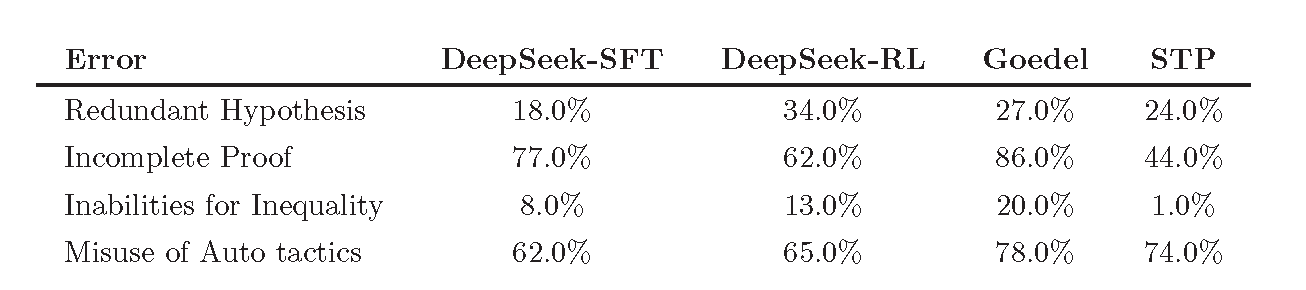 Error DeepSeek-SFT DeepSeek-RL Goedel STP
Redundant Hypothesis 18.0% 34.0% 27.0% 24.0%
Incomplete Proof 77.0% 62.0% 86.0% 44.0%
Inabilities for Inequality 8.0% 13.0% 20.0% 1.0%
Misuse of Auto tactics 62.0% 65.0% 78.0% 74.0%